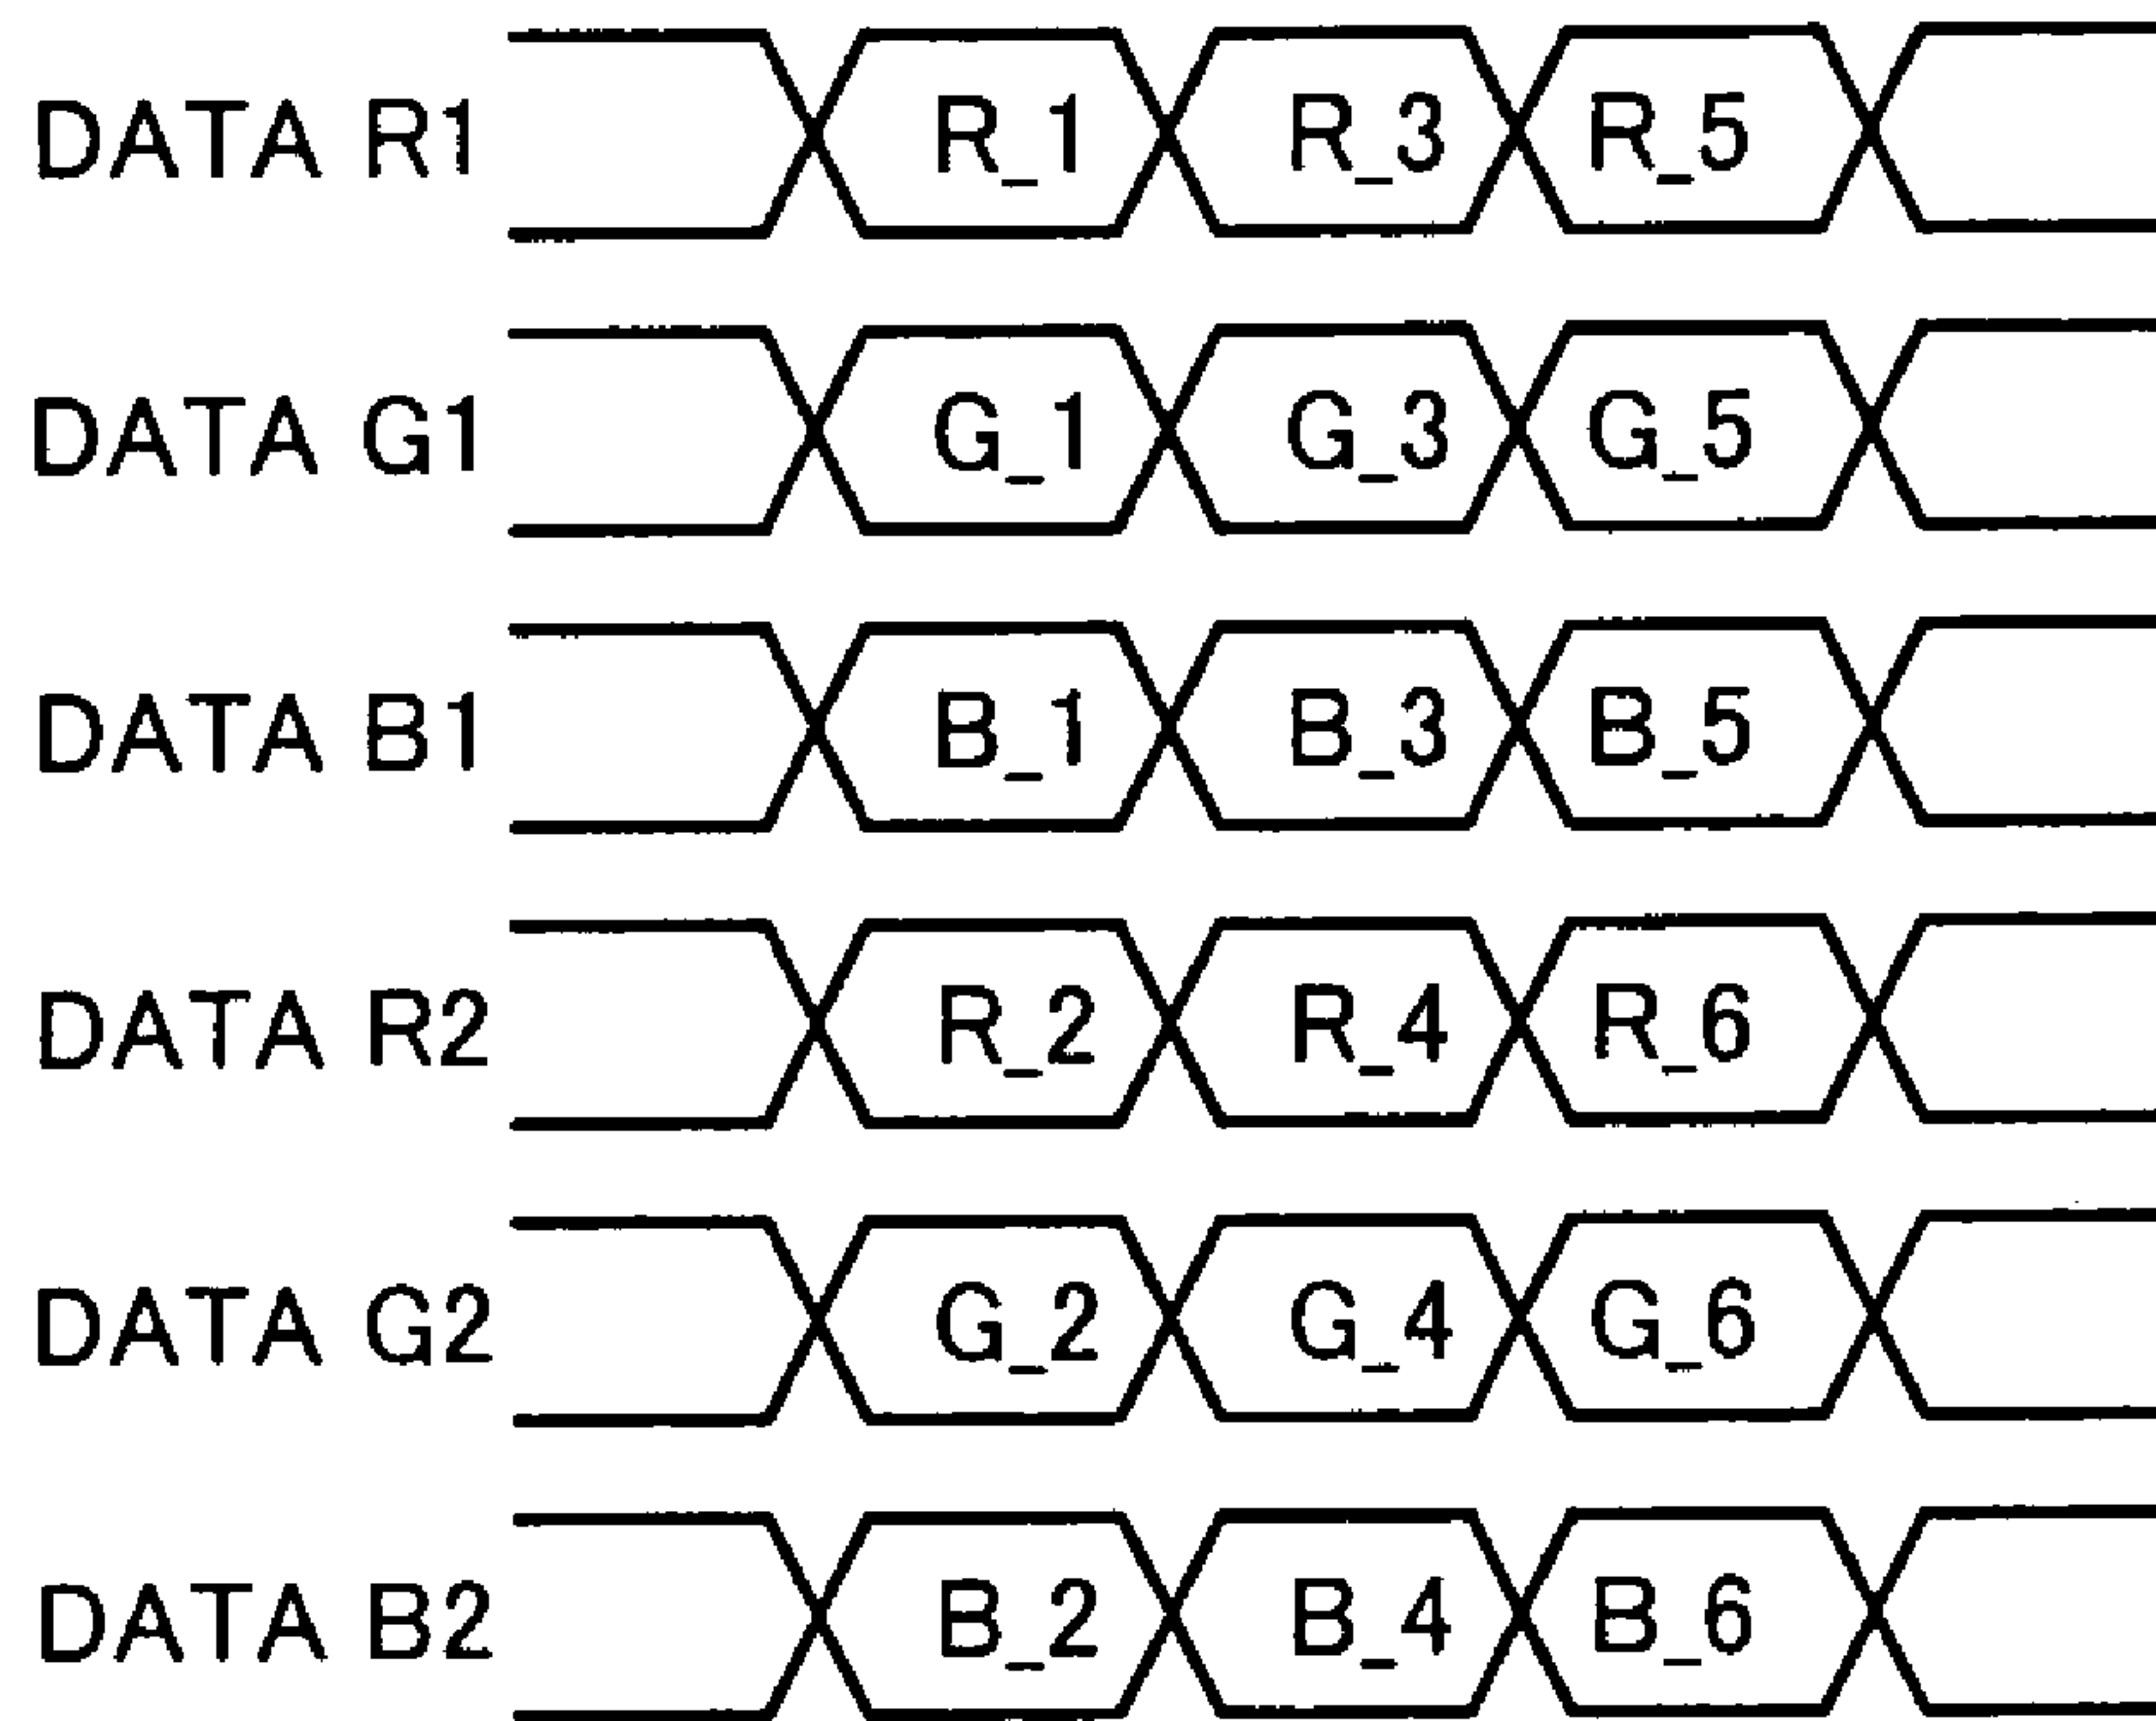 DATA R1 R_1 R_3 R_5
DATA G1 G_1 G_3 G_5
DATA B1 B_1 B_3 B_5
DATA R2 R_2 R_4 R_6
DATA G2 G_2 G_4 G_6
DATA B2 B_2 B_4 B_6